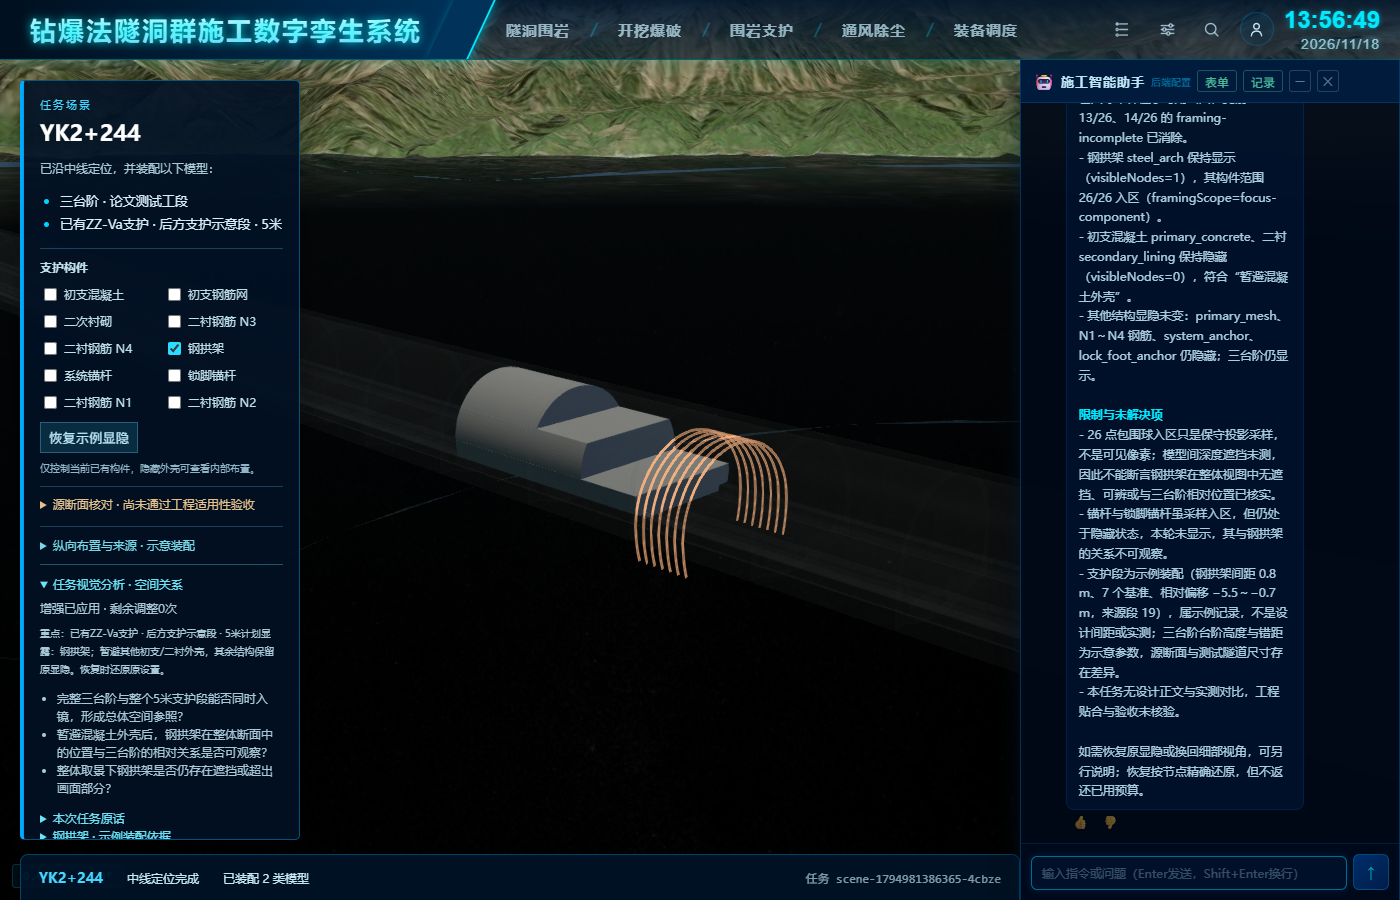 钻爆法隧洞群施工数字孪生系统
隧洞围岩 / 开挖爆破 / 围岩支护 / 通风除尘 / 装备调度
13:56:49
2026/11/18
任务场景
YK2+244
已沿中线定位，并装配以下模型：
三台阶 · 论文测试工段
已有ZZ-Va支护 · 后方支护示意段 · 5米
支护构件
初支混凝土 初支钢筋网
二次衬砌 二衬钢筋 N3
二衬钢筋 N4 钢拱架
系统锚杆 锁脚锚杆
二衬钢筋 N1 二衬钢筋 N2
恢复示例显隐
仅控制当前已有构件，隐藏外壳可查看内部布置。
源断面核对 · 尚未通过工程适用性验收
纵向布置与来源 · 示意装配
任务视觉分析 · 空间关系
增强已应用 · 剩余调整0次
重点：已有ZZ-Va支护 · 后方支护示意段 · 5米计划显
露：钢拱架；暂避其他初支/二衬外壳，其余结构保留
原显隐。恢复时还原原设置。
完整三台阶与整个5米支护段能否同时入
镜，形成总体空间参照？
暂避混凝土外壳后，钢拱架在整体断面中
的位置与三台阶的相对关系是否可观察？
整体取景下钢拱架是否仍存在遮挡或超出
画面部分？
本次任务原话
钢拱架 · 示例装配依据
YK2+244 中线定位完成 已装配 2 类模型 任务 scene-1794981386365-4cbze
施工智能助手 后端配置 表单 记录
13/26、14/26 的 framing-
incomplete 已消除。
- 钢拱架 steel_arch 保持显示
（visibleNodes=1），其构件范围
26/26 入区（framingScope=focus-
component）。
- 初支混凝土 primary_concrete、二衬
secondary_lining 保持隐藏
（visibleNodes=0），符合“暂避混凝
土外壳”。
- 其他结构显隐未变：primary_mesh、
N1～N4 钢筋、system_anchor、
lock_foot_anchor 仍隐藏；三台阶仍显
示。
限制与未解决项
- 26 点包围球入区只是保守投影采样，
不是可见像素；模型间深度遮挡未测，
因此不能断言钢拱架在整体视图中无遮
挡、可辨或与三台阶相对位置已核实。
- 锚杆与锁脚锚杆虽采样入区，但仍处
于隐藏状态，本轮未显示，其与钢拱架
的关系不可观察。
- 支护段为示例装配（钢拱架间距 0.8
m、7 个基准、相对偏移 −5.5～−0.7
m，来源段 19），属示例记录，不是设
计间距或实测；三台阶台阶高度与错距
为示意参数，源断面与测试隧道尺寸存
在差异。
- 本任务无设计正文与实测对比，工程
贴合与验收未核验。
如需恢复原显隐或换回细部视角，可另
行说明；恢复按节点精确还原，但不返
还已用预算。
输入指令或问题（Enter发送，Shift+Enter换行）